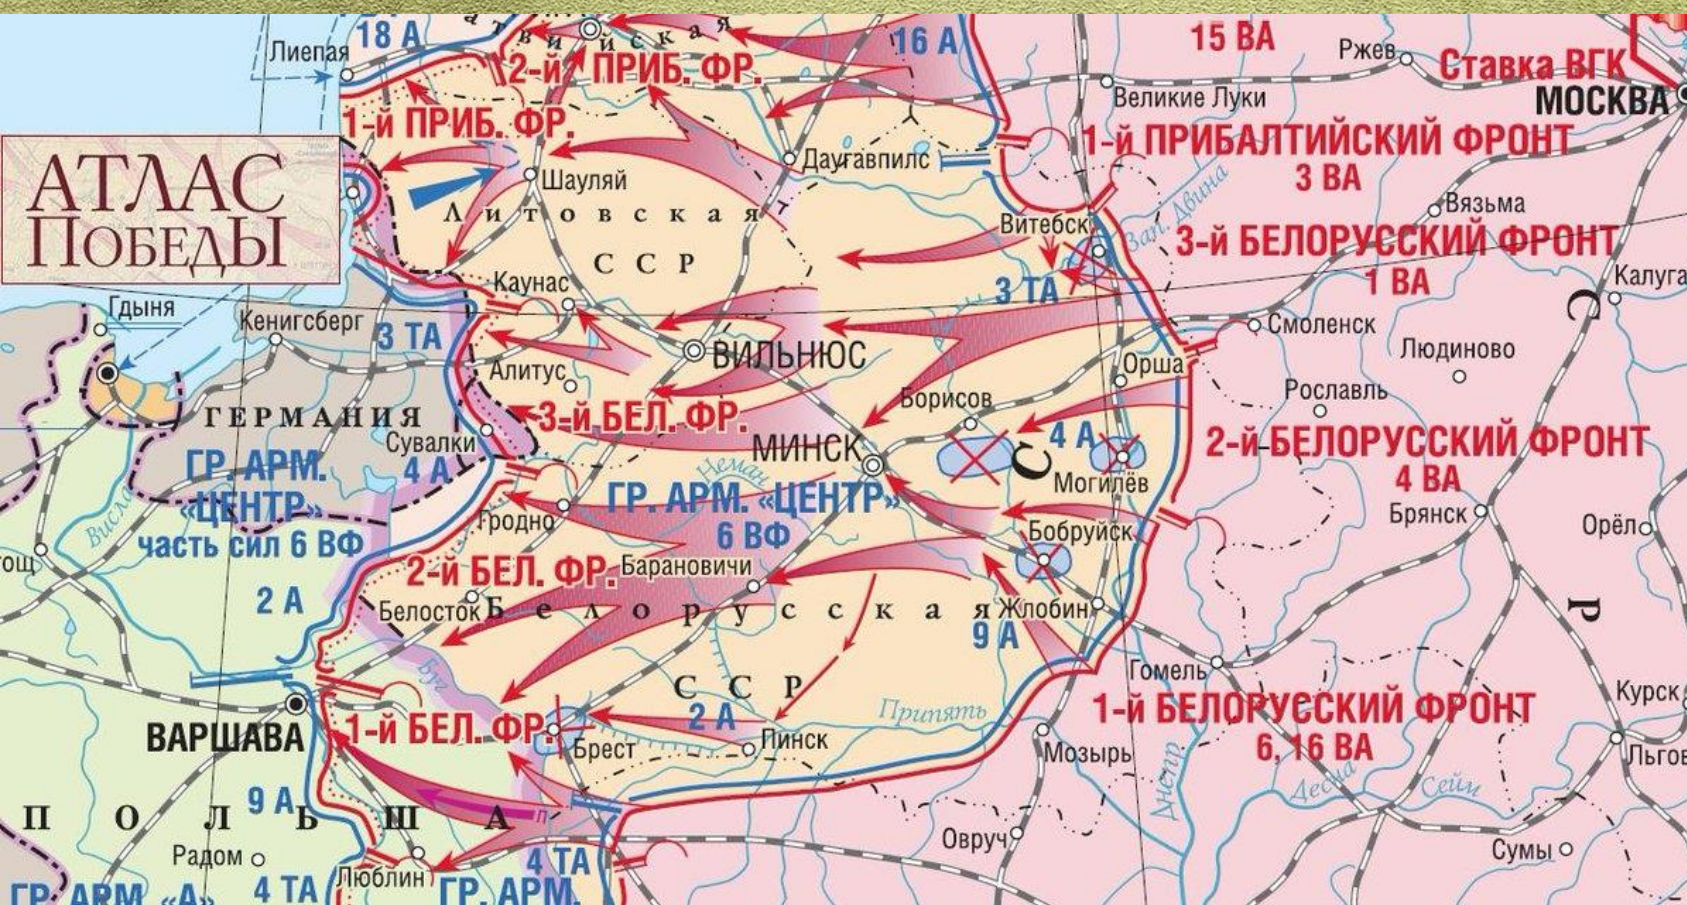 18 А
16 А
15 ВА
Ржев
Ставка ВГК
МОСКВА
Лиепая
2-й ПРИБ. ФР.
Великие Луки
1-й ПРИБ. ФР.
1-й ПРИБАЛТИЙСКИЙ ФРОНТ
3 ВА
Даугавпилс
АТЛАС
ПОБЕДЫ
Шауляй
Литовская
ССР
Витебск
Зап. Двина
Вязьма
3-й БЕЛОРУССКИЙ ФРОНТ
1 ВА
Калуга
Каунас
3 ТА
Гдыня
Кенигсберг
3 ТА
Смоленск
С
ВИЛЬНЮС
Орша
Людиново
Алитус
Борисов
Рославль
ГЕРМАНИЯ
3-й БЕЛ. ФР.
Сувалки
МИНСК
4 А
С
2-й БЕЛОРУССКИЙ ФРОНТ
4 ВА
ГР. АРМ.
«ЦЕНТР»
часть сил 6 ВФ
4 А
Неман
ГР. АРМ. «ЦЕНТР»
6 ВФ
Могилёв
Висла
Гродно
Бобруйск
Брянск
Орёл
2-й БЕЛ. ФР.
Барановичи
2 А
Белосток
Белорусская
ССР
Жлобин
9 А
Р
Буг
2 А
Припять
Гомель
1-й БЕЛОРУССКИЙ ФРОНТ
6, 16 ВА
Курск
ВАРШАВА
1-й БЕЛ. ФР.
Брест
Пинск
Мозырь
Днепр
Десна
Сейм
Льгов
9 А
ПОЛЬША
П
Радом
Люблин
4 ТА
4 ТА
ГР. АРМ.
ГР. АРМ. «А»
Овруч
Сумы